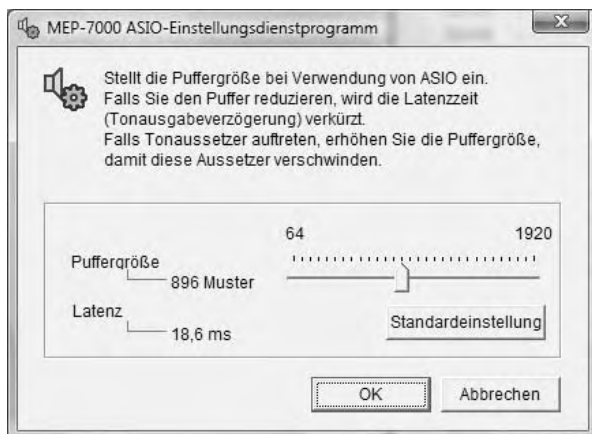 MEP-7000 ASIO-Einstellungsdienstprogramm
Stellt die Puffergröße bei Verwendung von ASIO ein.
Falls Sie den Puffer reduzieren, wird die Latenzzeit
(Tonausgabeverzögerung) verkürzt.
Falls Tonaussetzer auftreten, erhöhen Sie die Puffergröße,
damit diese Aussetzer verschwinden.
64 1920
Puffergröße
896 Muster
Latenz
18,6 ms
Standardeinstellung
OK Abbrechen